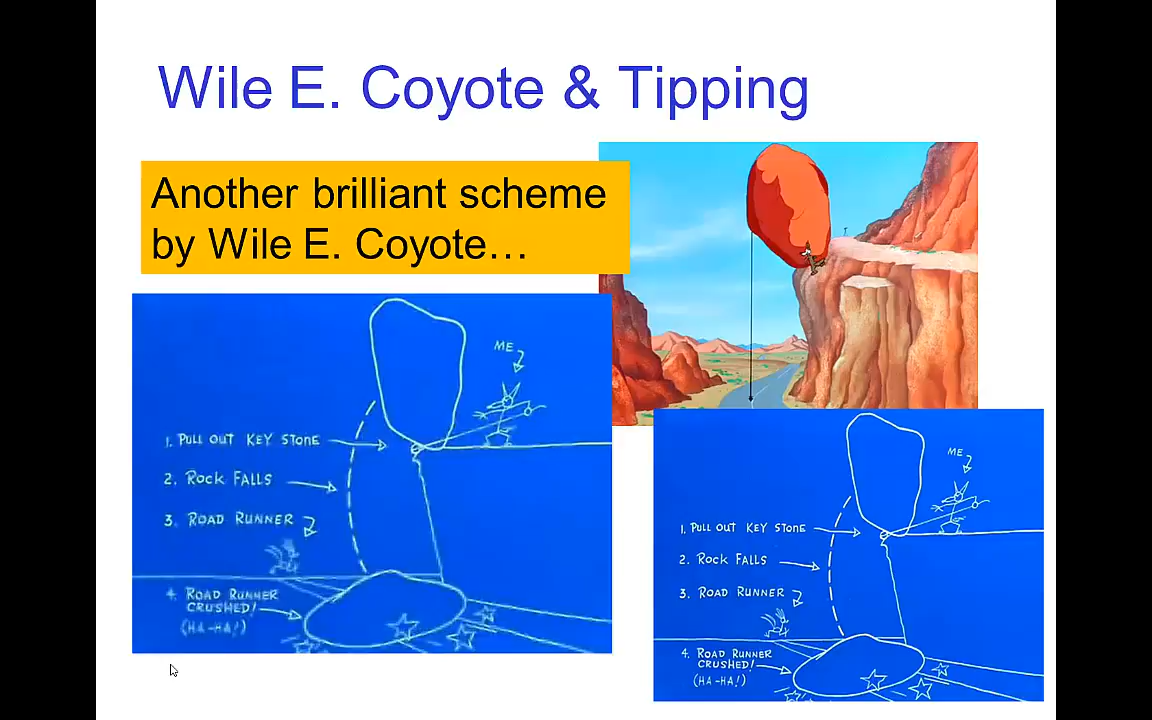 Wile E. Coyote & Tipping
Another brilliant scheme
by Wile E. Coyote…
ME
1. PULL OUT KEY STONE
2. ROCK FALLS
3. ROAD RUNNER
4. ROAD RUNNER
CRUSHED!
(HA-HA!)
ME
1. PULL OUT KEY STONE
2. ROCK FALLS
3. ROAD RUNNER
4. ROAD RUNNER
CRUSHED!
(HA-HA!)